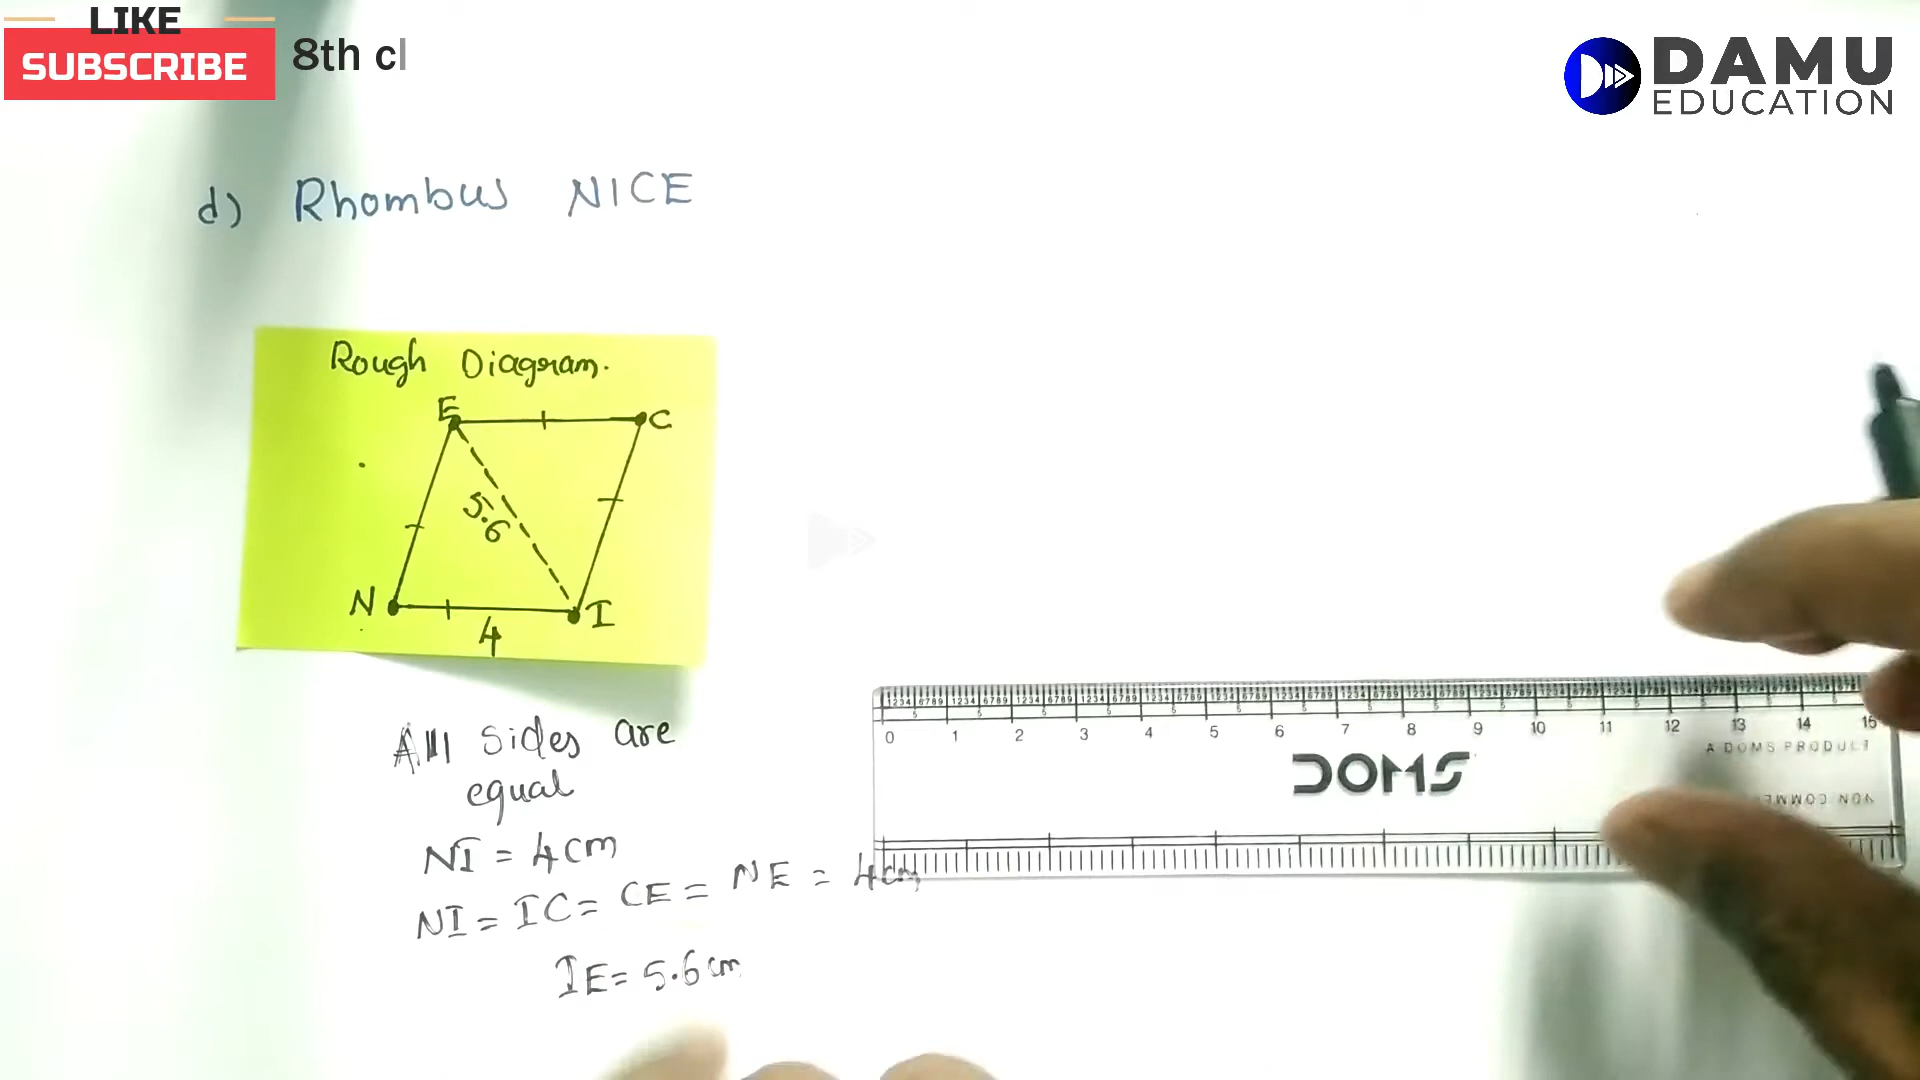 LIKE
SUBSCRIBE
8th cl
DAMU
EDUCATION
d) Rhombus NICE
Rough Diagram.
E C
5.6
N I
4
All sides are
equal
NI = 4cm
NI = IC = CE = NE = 4cm
IE = 5.6cm
0 1 2 3 4 5 6 7 8 9 10 11 12 13 14 15
A DOMS PRODUCT
DOMS